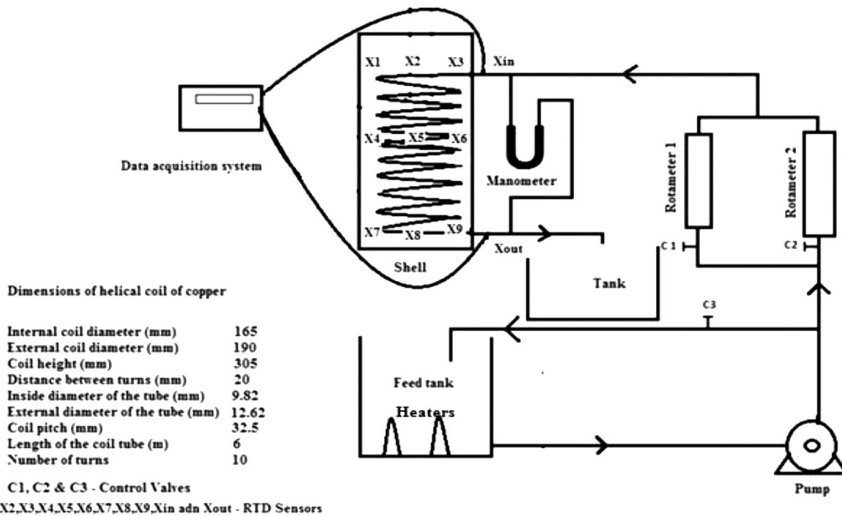 X1 X2 X3 Xin
X4 X5 X6
X7 X8 X9
Xout
Data acquisition system
Manometer
Rotameter 1
Rotameter 2
C 1
C2
Shell
Tank
C3
Feed tank
Heaters
Pump
Dimensions of helical coil of copper
Internal coil diameter (mm) 165
External coil diameter (mm) 190
Coil height (mm) 305
Distance between turns (mm) 20
Inside diameter of the tube (mm) 9.82
External diameter of the tube (mm) 12.62
Coil pitch (mm) 32.5
Length of the coil tube (m) 6
Number of turns 10
C1, C2 & C3 - Control Valves
X2,X3,X4,X5,X6,X7,X8,X9,Xin adn Xout - RTD Sensors